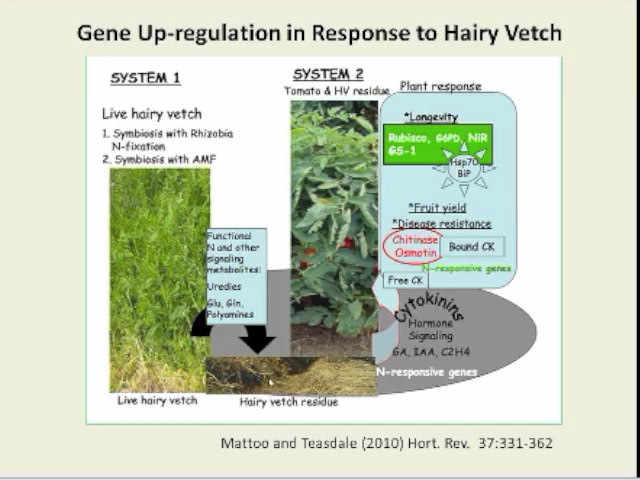 Gene Up-regulation in Response to Hairy Vetch
SYSTEM 1
Live hairy vetch
1. Symbiosis with Rhizobia
N-fixation
2. Symbiosis with AMF
Functional
N and other
signaling
metabolites:
Uredies
Glu, Gln,
Polyamines
Live hairy vetch
SYSTEM 2
Tomato & HV residue
Hairy vetch residue
Plant response
*Longevity
Rubisco, G6PD, NiR
GS-1
Hsp70
BiP
*Fruit yield
*Disease resistance
Chitinase
Osmotin
Bound CK
N-responsive genes
Free CK
Cytokinins
Hormone
Signaling
GA, IAA, C2H4
N-responsive genes
Mattoo and Teasdale (2010) Hort. Rev. 37:331-362